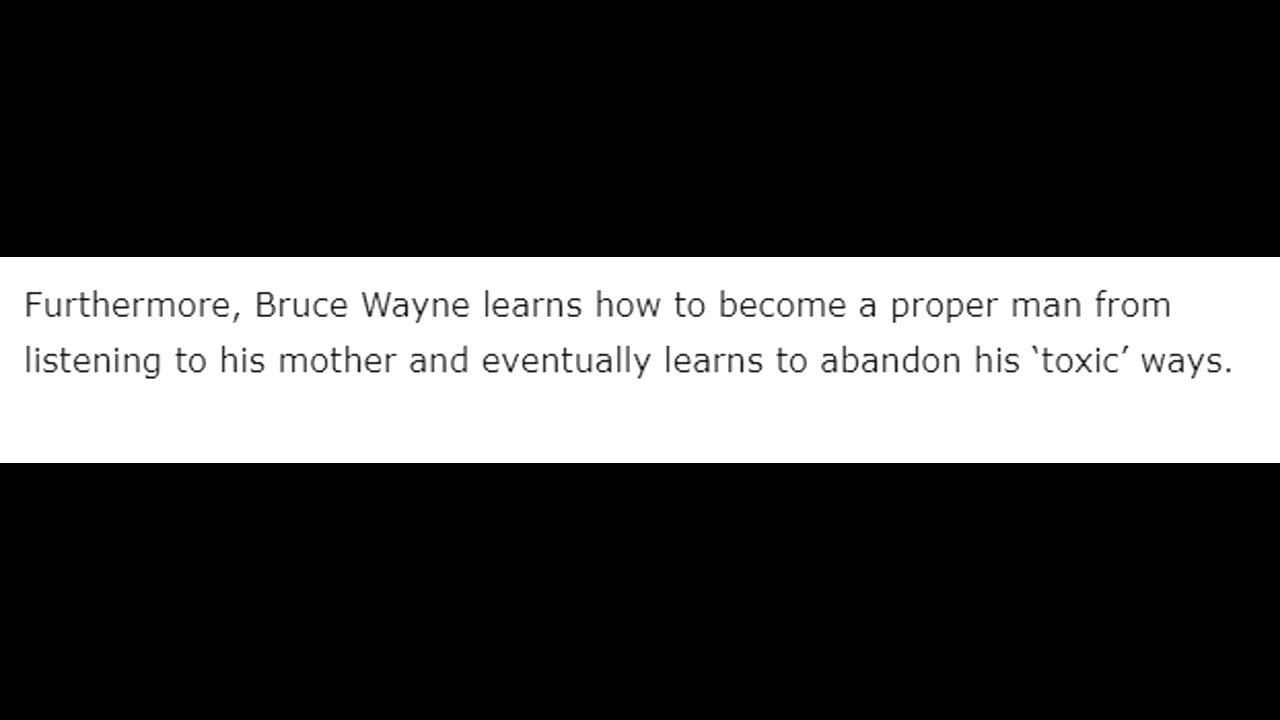 Furthermore, Bruce Wayne learns how to become a proper man from
listening to his mother and eventually learns to abandon his ‘toxic’ ways.